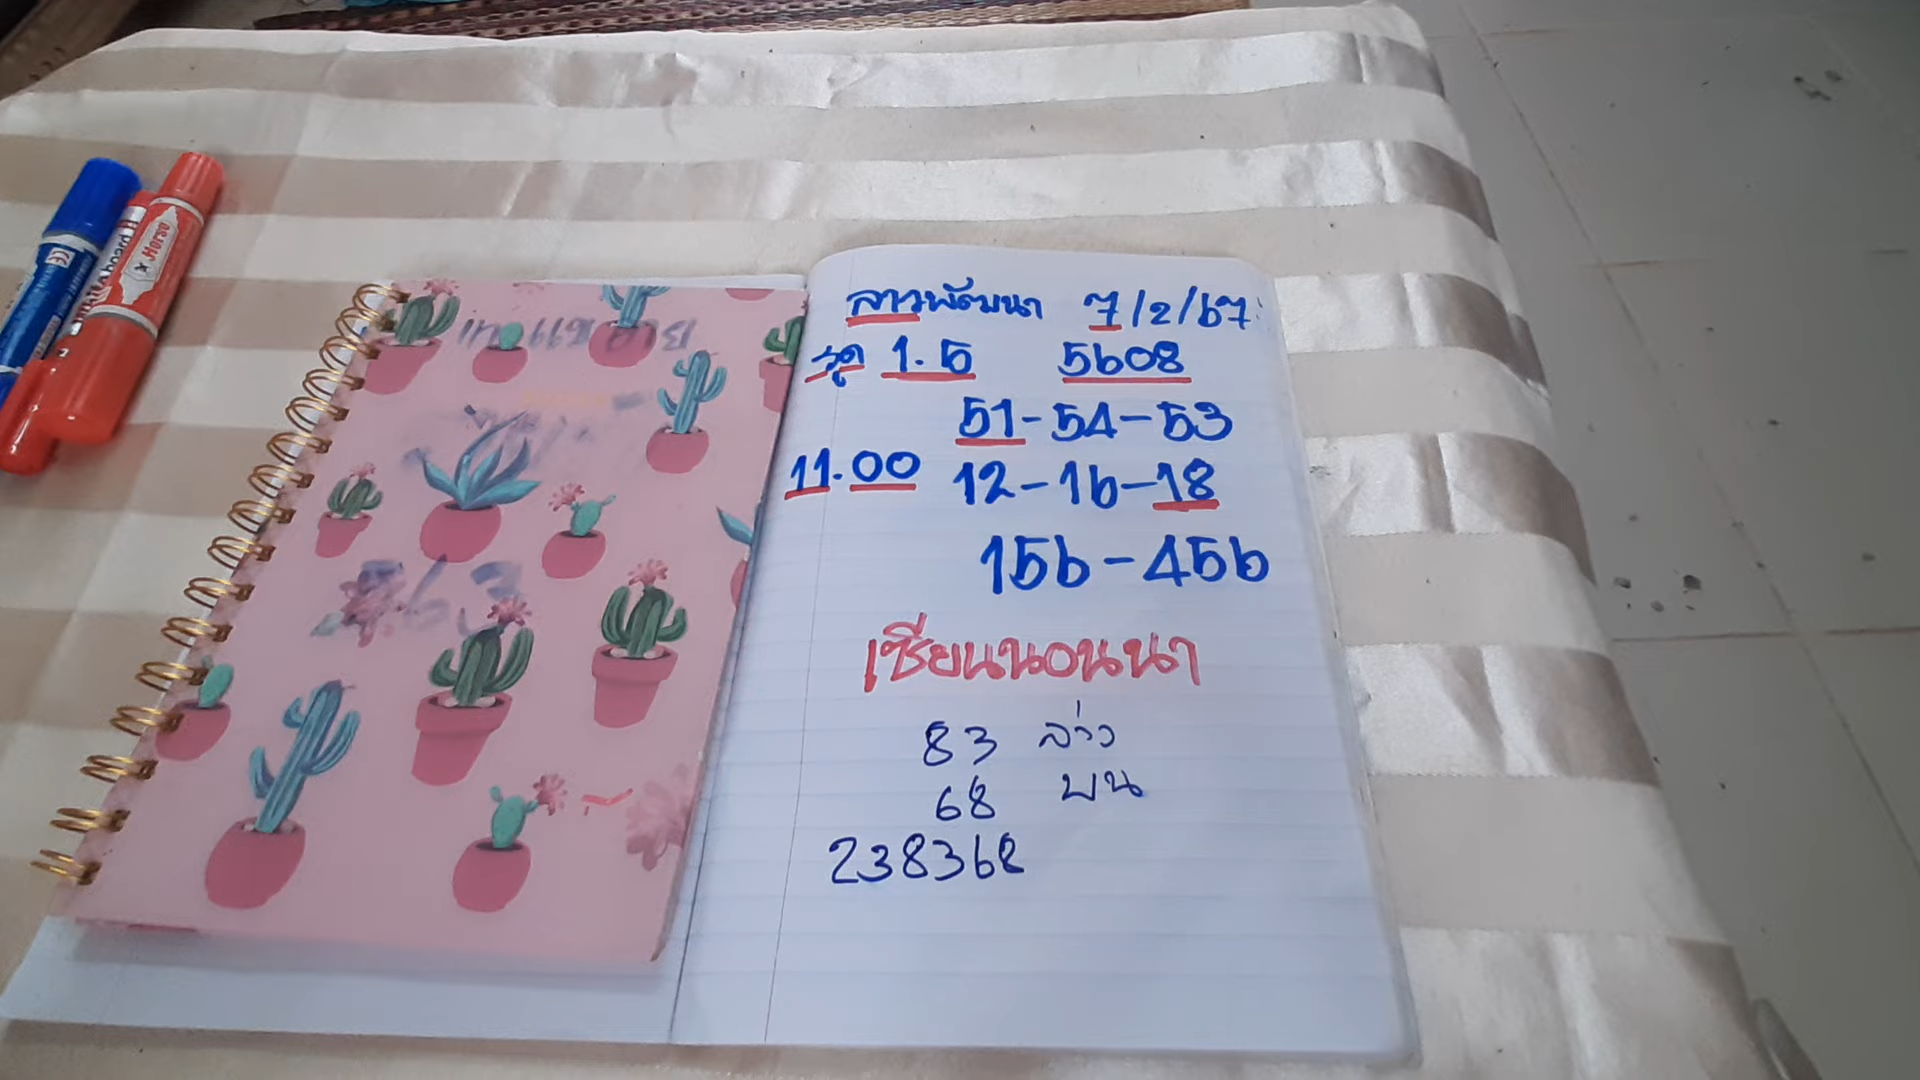 ลาวพัฒนา 7/2/67
รูด 1.5 5608
51-54-53
11.00 12-16-18
156-456
เซียนนอนนา
83 ล่าง
68 บน
238368
Horse
board